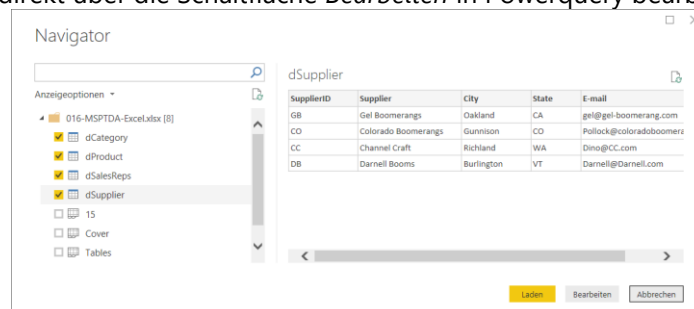 direkt über die Schaltfläche Bearbeiten in Powerquery bearb
Navigator
Anzeigeoptionen
016-MSPTDA-Excel.xlsx [8]
dCategory
dProduct
dSalesReps
dSupplier
15
Cover
Tables
dSupplier
SupplierID Supplier City State E-mail
GB Gel Boomerangs Oakland CA gel@gel-boomerang.com
CO Colorado Boomerangs Gunnison CO Pollock@coloradoboomera
CC Channel Craft Richland WA Dino@CC.com
DB Darnell Booms Burlington VT Darnell@Darnell.com
Laden Bearbeiten Abbrechen